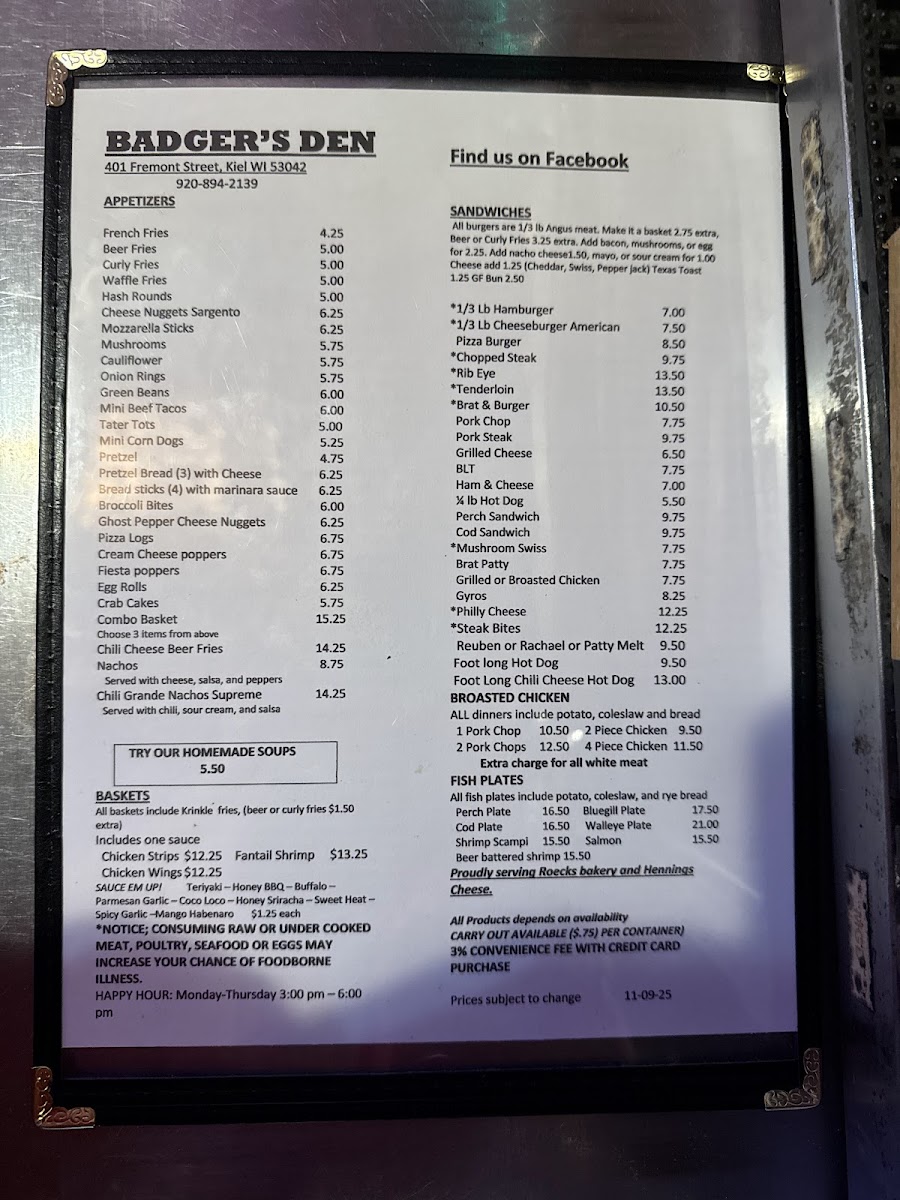 BADGER'S DEN
401 Fremont Street, Kiel WI 53042
920-894-2139
APPETIZERS
French Fries 4.25
Beer Fries 5.00
Curly Fries 5.00
Waffle Fries 5.00
Hash Rounds 5.00
Cheese Nuggets Sargento 6.25
Mozzarella Sticks 6.25
Mushrooms 5.75
Cauliflower 5.75
Onion Rings 5.75
Green Beans 6.00
Mini Beef Tacos 6.00
Tater Tots 5.00
Mini Corn Dogs 5.25
Pretzel 4.75
Pretzel Bread (3) with Cheese 6.25
Bread sticks (4) with marinara sauce 6.25
Broccoli Bites 6.00
Ghost Pepper Cheese Nuggets 6.25
Pizza Logs 6.75
Cream Cheese poppers 6.75
Fiesta poppers 6.75
Egg Rolls 6.25
Crab Cakes 5.75
Combo Basket 15.25
Choose 3 items from above
Chili Cheese Beer Fries 14.25
Nachos 8.75
Served with cheese, salsa, and peppers
Chili Grande Nachos Supreme 14.25
Served with chili, sour cream, and salsa
TRY OUR HOMEMADE SOUPS
5.50
BASKETS
All baskets include Krinkle fries, (beer or curly fries $1.50
extra)
Includes one sauce
Chicken Strips $12.25 Fantail Shrimp $13.25
Chicken Wings $12.25
SAUCE EM UP! Teriyaki – Honey BBQ – Buffalo –
Parmesan Garlic – Coco Loco – Honey Sriracha – Sweet Heat –
Spicy Garlic –Mango Habenaro $1.25 each
*NOTICE; CONSUMING RAW OR UNDER COOKED
MEAT, POULTRY, SEAFOOD OR EGGS MAY
INCREASE YOUR CHANCE OF FOODBORNE
ILLNESS.
HAPPY HOUR: Monday-Thursday 3:00 pm – 6:00
pm
Find us on Facebook
SANDWICHES
All burgers are 1/3 lb Angus meat. Make it a basket 2.75 extra,
Beer or Curly Fries 3.25 extra. Add bacon, mushrooms, or egg
for 2.25. Add nacho cheese1.50, mayo, or sour cream for 1.00
Cheese add 1.25 (Cheddar, Swiss, Pepper jack) Texas Toast
1.25 GF Bun 2.50
*1/3 Lb Hamburger 7.00
*1/3 Lb Cheeseburger American 7.50
Pizza Burger 8.50
*Chopped Steak 9.75
*Rib Eye 13.50
*Tenderloin 13.50
*Brat & Burger 10.50
Pork Chop 7.75
Pork Steak 9.75
Grilled Cheese 6.50
BLT 7.75
Ham & Cheese 7.00
¼ lb Hot Dog 5.50
Perch Sandwich 9.75
Cod Sandwich 9.75
*Mushroom Swiss 7.75
Brat Patty 7.75
Grilled or Broasted Chicken 7.75
Gyros 8.25
*Philly Cheese 12.25
*Steak Bites 12.25
Reuben or Rachael or Patty Melt 9.50
Foot long Hot Dog 9.50
Foot Long Chili Cheese Hot Dog 13.00
BROASTED CHICKEN
ALL dinners include potato, coleslaw and bread
1 Pork Chop 10.50 2 Piece Chicken 9.50
2 Pork Chops 12.50 4 Piece Chicken 11.50
Extra charge for all white meat
FISH PLATES
All fish plates include potato, coleslaw, and rye bread
Perch Plate 16.50 Bluegill Plate 17.50
Cod Plate 16.50 Walleye Plate 21.00
Shrimp Scampi 15.50 Salmon 15.50
Beer battered shrimp 15.50
Proudly serving Roecks bakery and Hennings
Cheese.
All Products depends on availability
CARRY OUT AVAILABLE ($.75) PER CONTAINER)
3% CONVENIENCE FEE WITH CREDIT CARD
PURCHASE
Prices subject to change 11-09-25